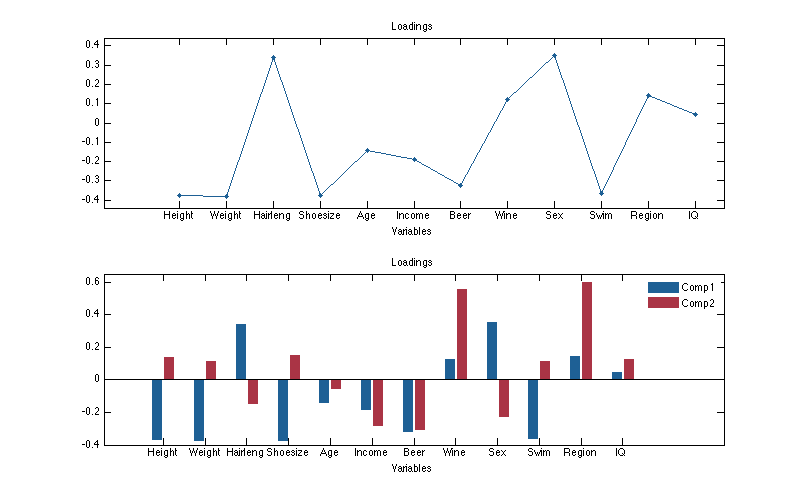 Loadings
0.4
0.3
0.2
0.1
0
-0.1
-0.2
-0.3
-0.4
Height Weight Hairleng Shoesize Age Income Beer Wine Sex Swim Region IQ
Variables
Loadings
0.6
0.4
0.2
0
-0.2
-0.4
Comp1
Comp2
Height Weight Hairleng Shoesize Age Income Beer Wine Sex Swim Region IQ
Variables